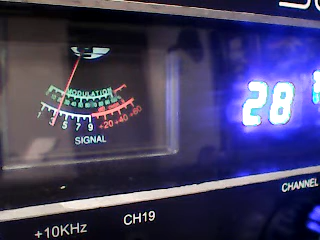 MODULATION
1 3 5 7 9 +20 +40 +60
SIGNAL
28
CHANNEL
+10KHz
CH19